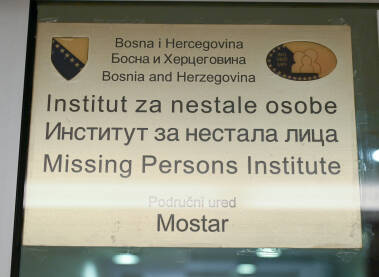 Bosna i Hercegovina
Босна и Херцеговина
Bosnia and Herzegovina
Institut za nestale osobe
Институт за нестала лица
Missing Persons Institute
Područni ured
Mostar